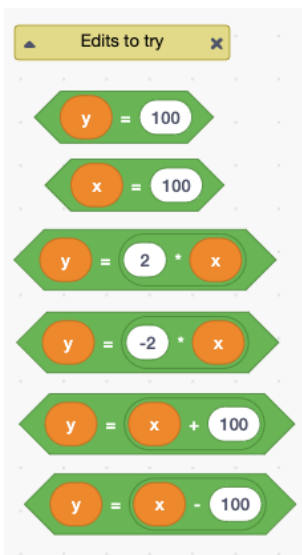 Edits to try
y = 100
x = 100
y = 2 * x
y = -2 * x
y = x + 100
y = x - 100